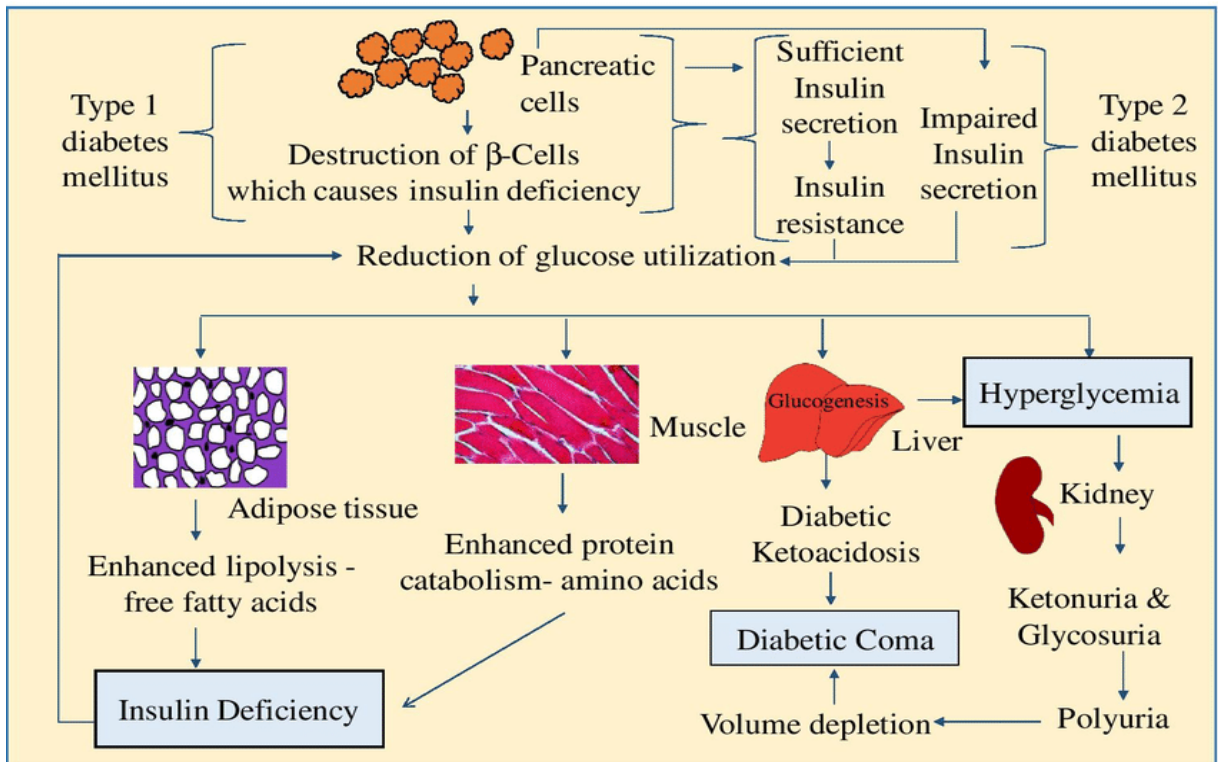 Pancreatic
cells
Type 1
diabetes
mellitus
Destruction of β-Cells
which causes insulin deficiency
Sufficient
Insulin
secretion
Insulin
resistance
Impaired
Insulin
secretion
Type 2
diabetes
mellitus
Reduction of glucose utilization
Adipose tissue
Enhanced lipolysis -
free fatty acids
Insulin Deficiency
Muscle
Enhanced protein
catabolism- amino acids
Glucogenesis
Liver
Diabetic
Ketoacidosis
Diabetic Coma
Volume depletion
Hyperglycemia
Kidney
Ketonuria &
Glycosuria
Polyuria